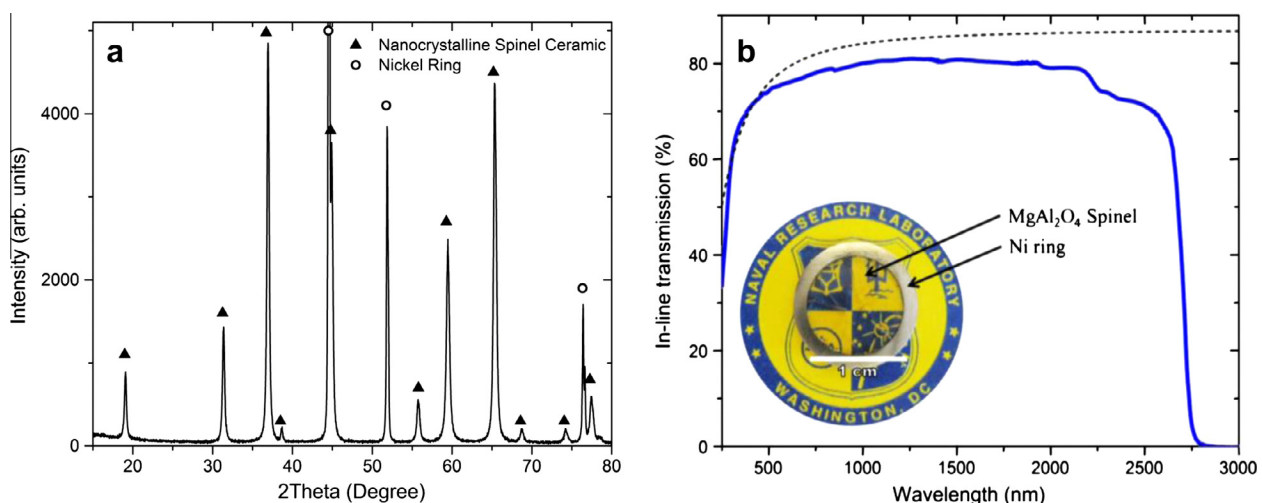 a
▲ Nanocrystalline Spinel Ceramic
○ Nickel Ring
Intensity (arb. units)
4000
2000
0
20 30 40 50 60 70 80
2Theta (Degree)
b
In-line transmission (%)
80
60
40
20
0
NAVAL RESEARCH LABORATORY
WASHINGTON, DC
1 cm
MgAl₂O₄ Spinel
Ni ring
500 1000 1500 2000 2500 3000
Wavelength (nm)